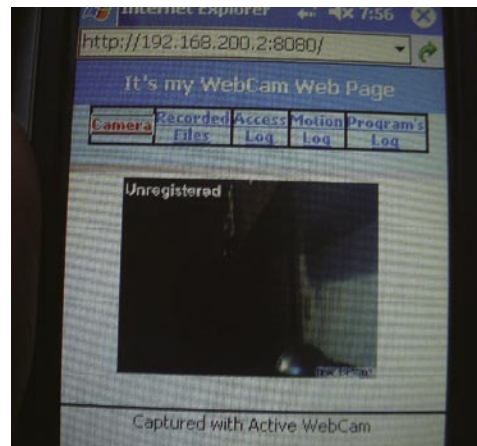 Internet Explorer 7:56
http://192.168.200.2:8080/
It's my WebCam Web Page
Camera Recorded Access Motion Program's
Files Log Log Log
Unregistered
Captured with Active WebCam